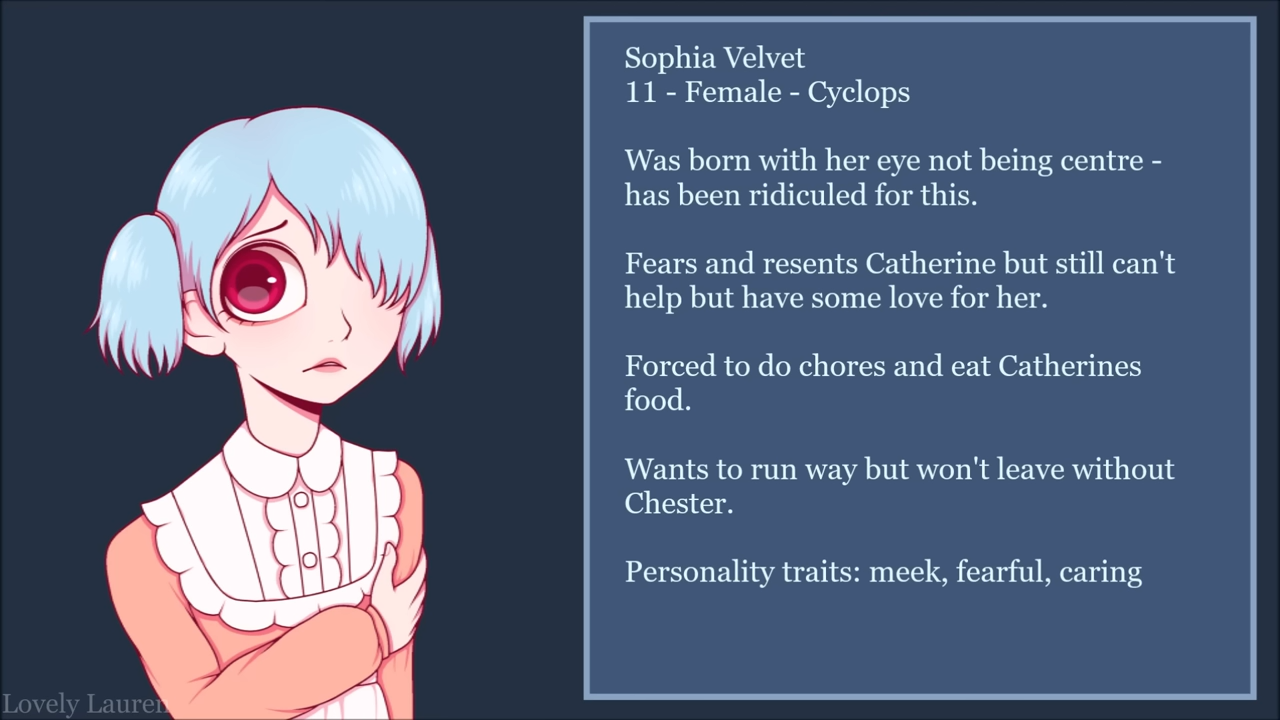 Sophia Velvet
11 - Female - Cyclops
Was born with her eye not being centre -
has been ridiculed for this.
Fears and resents Catherine but still can't
help but have some love for her.
Forced to do chores and eat Catherines
food.
Wants to run way but won't leave without
Chester.
Personality traits: meek, fearful, caring
Lovely Lauren